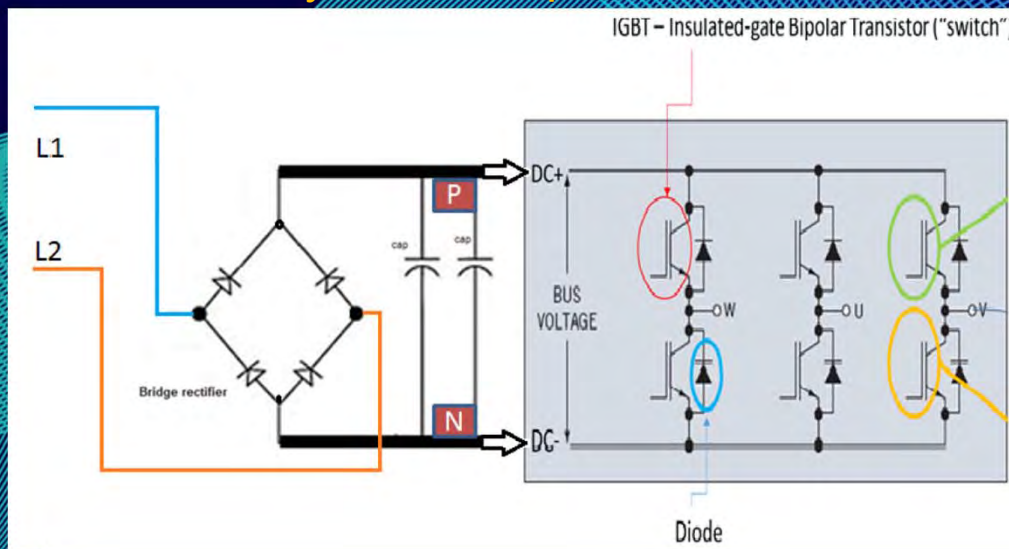 IGBT – Insulated-gate Bipolar Transistor ("switch")
L1
L2
P
cap
cap
N
Bridge rectifier
DC+
BUS
VOLTAGE
DC-
W
U
V
Diode